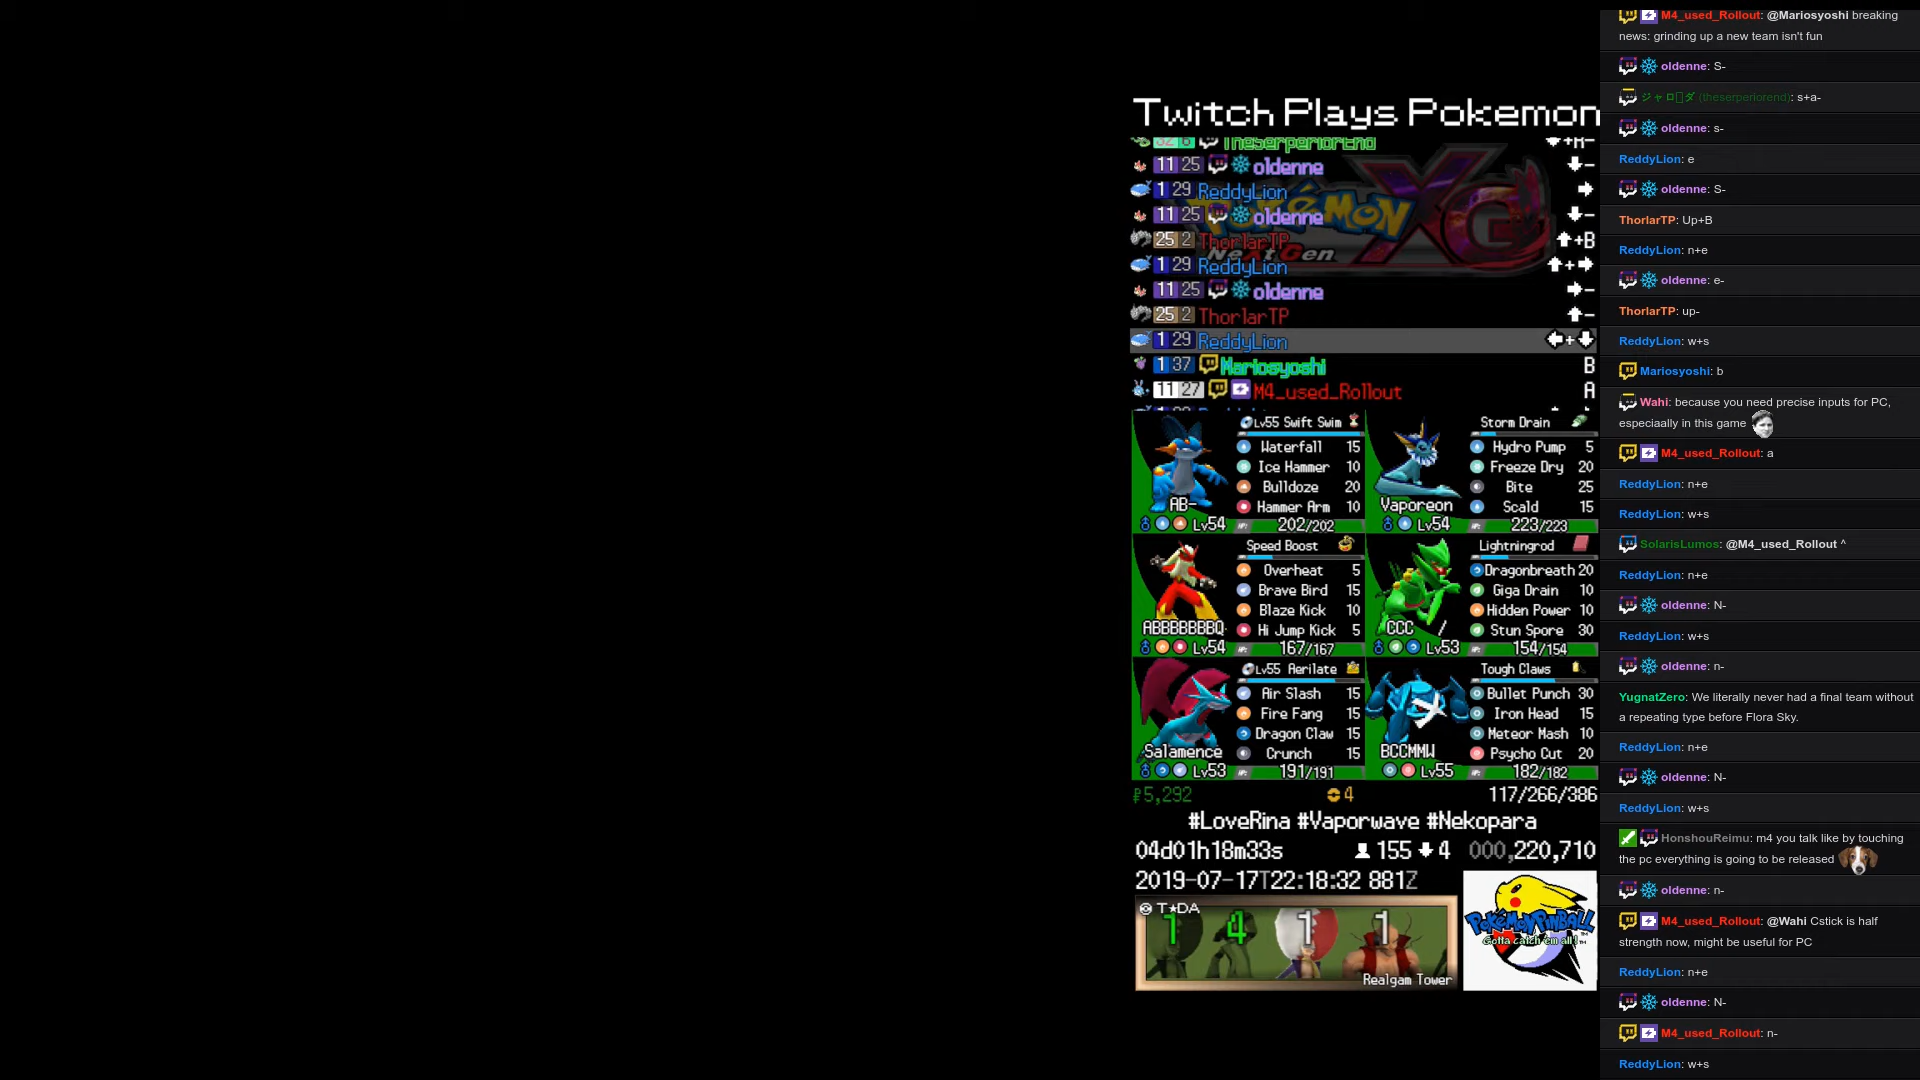 Twitch Plays Pokemon
32 6 Theserperiorend +A-
11 25 oldenne -
1 29 ReddyLion
11 25 oldenne -
25 2 ThorlarTP +B
1 29 ReddyLion +
11 25 oldenne -
25 2 ThorlarTP -
1 29 ReddyLion +
1 37 Mariosyoshi B
11 27 M4_used_Rollout A
Pokémon XG
NeXt Gen
Lv55 Swift Swim
Waterfall 15
Ice Hammer 10
Bulldoze 20
Hammer Arm 10
AB-
Lv54 202/202
Storm Drain
Hydro Pump 5
Freeze Dry 20
Bite 25
Scald 15
Vaporeon
Lv54 223/223
Speed Boost
Overheat 5
Brave Bird 15
Blaze Kick 10
Hi Jump Kick 5
ABBBBBBBQ
Lv54 167/167
Lightningrod
Dragonbreath 20
Giga Drain 10
Hidden Power 10
Stun Spore 30
CCC /
Lv53 154/154
Lv55 Aerilate
Air Slash 15
Fire Fang 15
Dragon Claw 15
Crunch 15
Salamence
Lv53 191/191
Tough Claws
Bullet Punch 30
Iron Head 15
Meteor Mash 10
Psycho Cut 20
BCCMMW
Lv55 182/182
₽5,292 4 117/266/386
#LoveRina #Vaporwave #Nekopara
04d01h18m33s 155 4 000,220,710
2019-07-17T22:18:32 881Z
T★DA
1 4 1 1
Realgam Tower
Pokémon Pinball
Gotta catch 'em all!
M4_used_Rollout: @Mariosyoshi breaking
news: grinding up a new team isn't fun
oldenne: S-
(theserperiorend): s+a-
oldenne: s-
ReddyLion: e
oldenne: S-
ThorlarTP: Up+B
ReddyLion: n+e
oldenne: e-
ThorlarTP: up-
ReddyLion: w+s
Mariosyoshi: b
Wahi: because you need precise inputs for PC,
especiaally in this game
M4_used_Rollout: a
ReddyLion: n+e
ReddyLion: w+s
SolarisLumos: @M4_used_Rollout ^
ReddyLion: n+e
oldenne: N-
ReddyLion: w+s
oldenne: n-
YugnatZero: We literally never had a final team without
a repeating type before Flora Sky.
ReddyLion: n+e
oldenne: N-
ReddyLion: w+s
HonshouReimu: m4 you talk like by touching
the pc everything is going to be released
oldenne: n-
M4_used_Rollout: @Wahi Cstick is half
strength now, might be useful for PC
ReddyLion: n+e
oldenne: N-
M4_used_Rollout: n-
ReddyLion: w+s